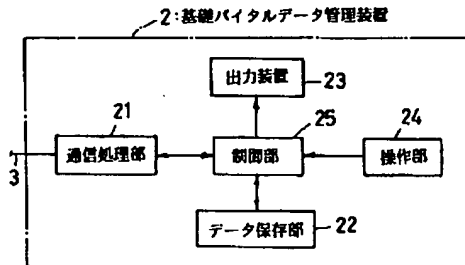 2:基礎バイタルデータ管理装置
出力装置
23
21
25
24
通信処理部
制御部
操作部
3
データ保存部
22